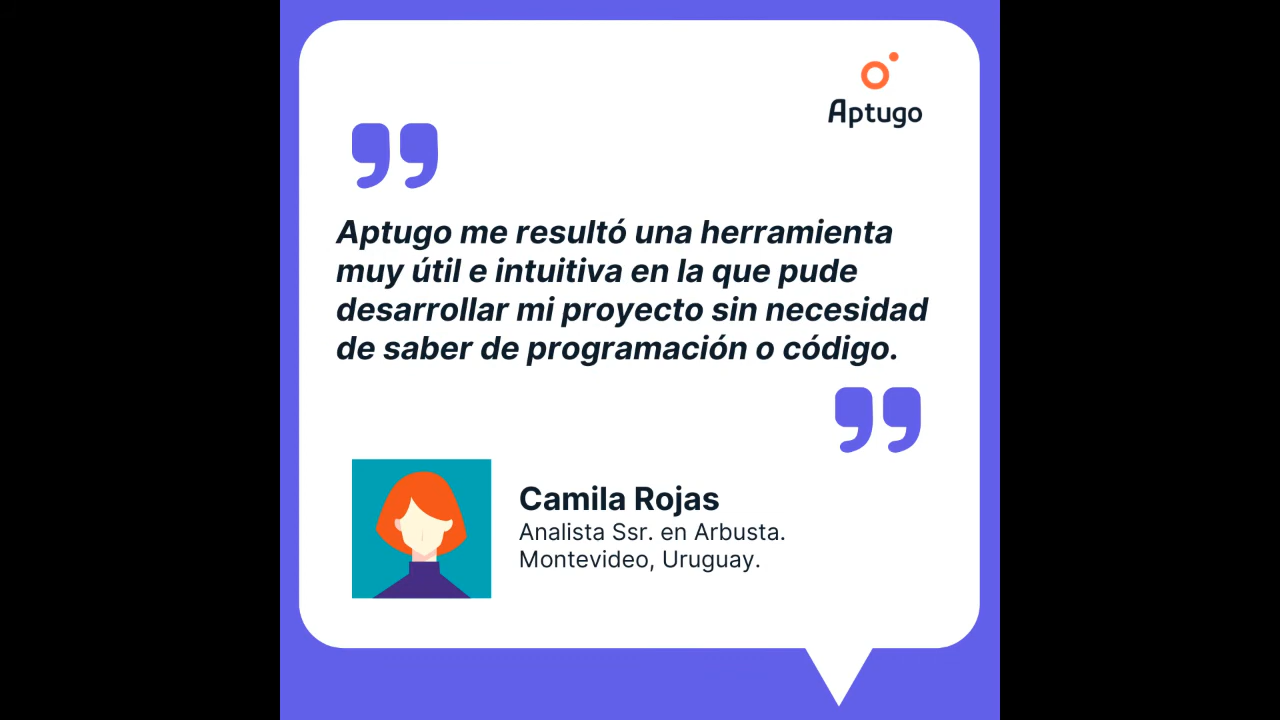 Aptugo
Aptugo me resultó una herramienta
muy útil e intuitiva en la que pude
desarrollar mi proyecto sin necesidad
de saber de programación o código.
Camila Rojas
Analista Ssr. en Arbusta.
Montevideo, Uruguay.